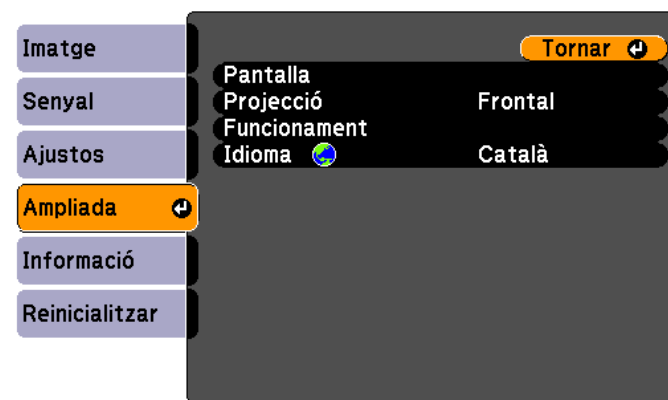 Imatge
Senyal
Ajustos
Ampliada
Informació
Reinicialitzar
Tornar
Pantalla
Projecció Frontal
Funcionament
Idioma Català